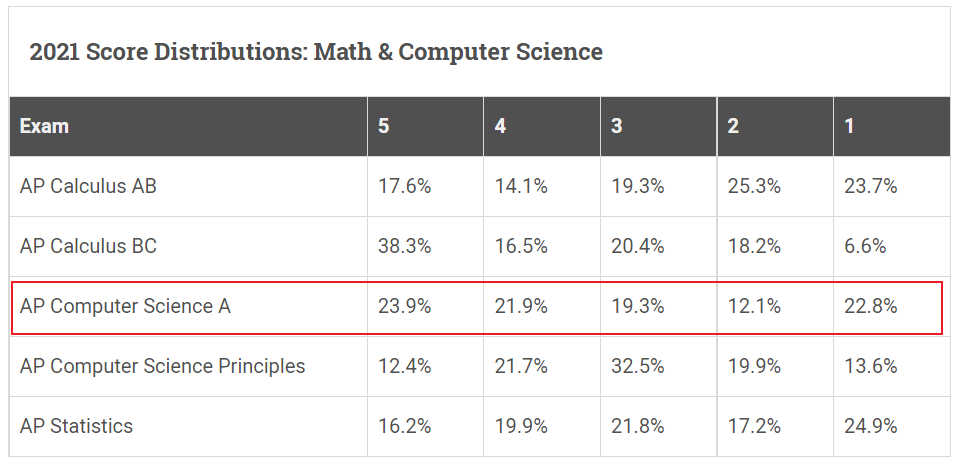 2021 Score Distributions: Math & Computer Science
Exam 5 4 3 2 1
AP Calculus AB 17.6% 14.1% 19.3% 25.3% 23.7%
AP Calculus BC 38.3% 16.5% 20.4% 18.2% 6.6%
AP Computer Science A 23.9% 21.9% 19.3% 12.1% 22.8%
AP Computer Science Principles 12.4% 21.7% 32.5% 19.9% 13.6%
AP Statistics 16.2% 19.9% 21.8% 17.2% 24.9%